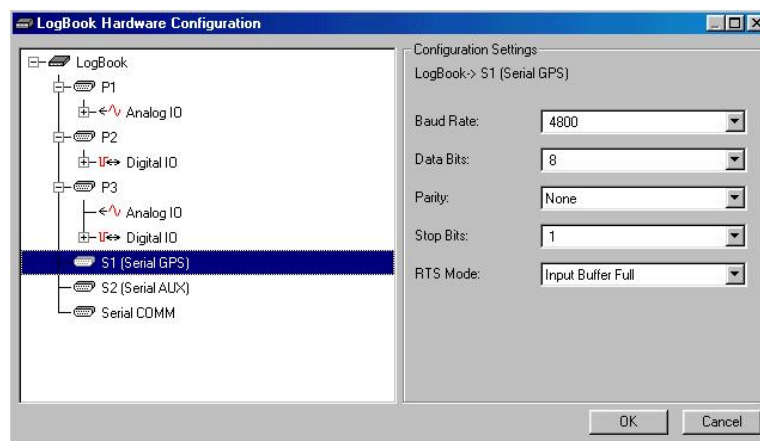 LogBook Hardware Configuration
LogBook
P1
Analog IO
P2
Digital IO
P3
Analog IO
Digital IO
S1 (Serial GPS)
S2 (Serial AUX)
Serial COMM
Configuration Settings
LogBook-> S1 (Serial GPS)
Baud Rate: 4800
Data Bits: 8
Parity: None
Stop Bits: 1
RTS Mode: Input Buffer Full
OK Cancel